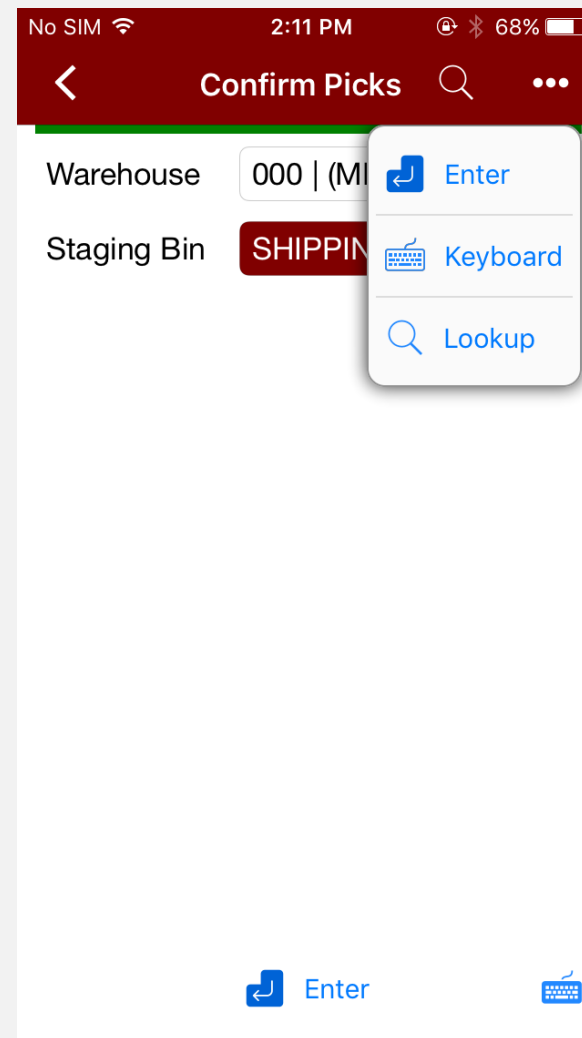 No SIM 2:11 PM 68%
Confirm Picks
Warehouse 000 | (MI
Enter
Staging Bin SHIPPIN
Keyboard
Lookup
Enter